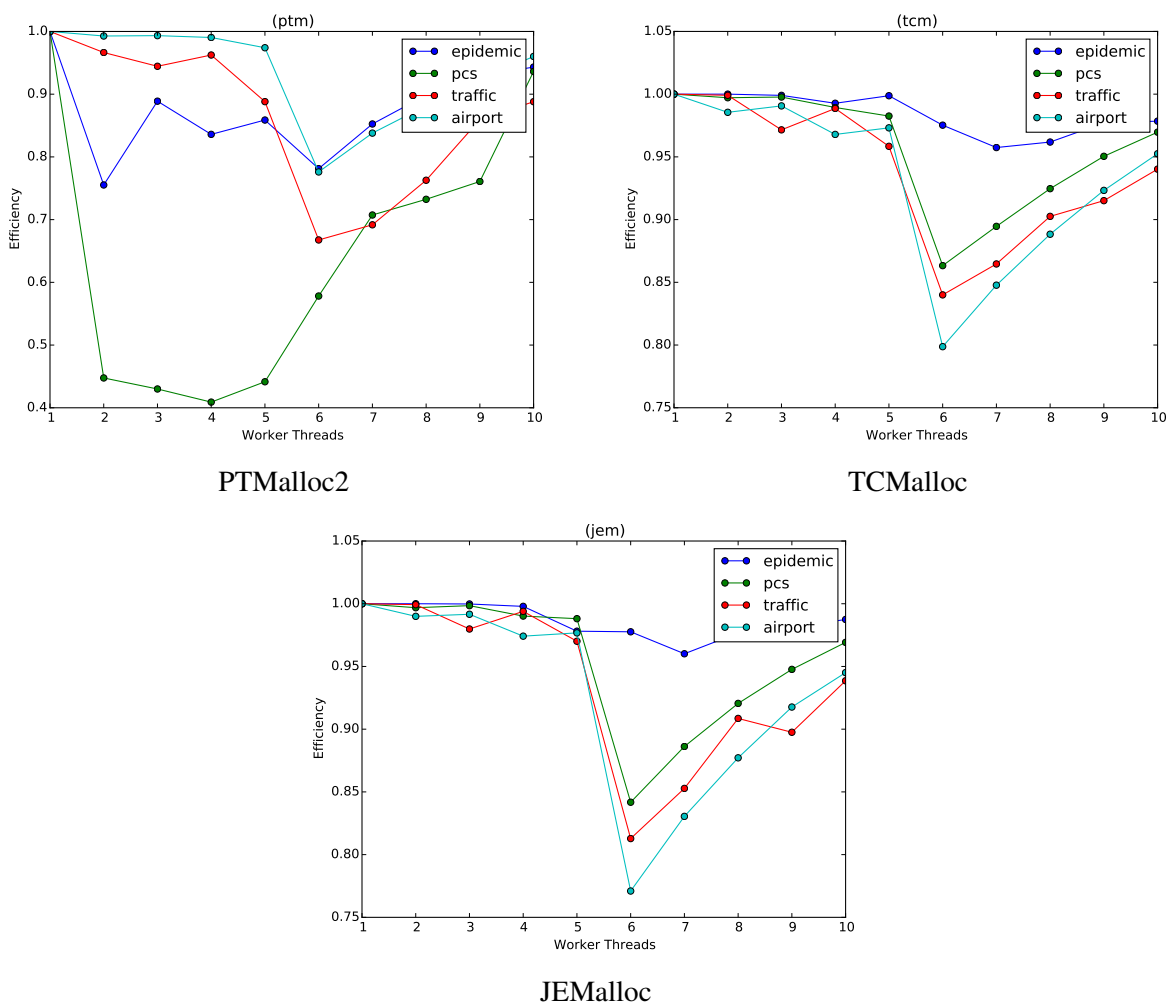 (ptm)
1.0
0.9
0.8
0.7
0.6
0.5
0.4
Efficiency
epidemic
pcs
traffic
airport
1 2 3 4 5 6 7 8 9 10
Worker Threads
PTMalloc2
(tcm)
1.05
1.00
0.95
0.90
0.85
0.80
0.75
Efficiency
epidemic
pcs
traffic
airport
1 2 3 4 5 6 7 8 9 10
Worker Threads
TCMalloc
(jem)
1.05
1.00
0.95
0.90
0.85
0.80
0.75
Efficiency
epidemic
pcs
traffic
airport
1 2 3 4 5 6 7 8 9 10
Worker Threads
JEMalloc